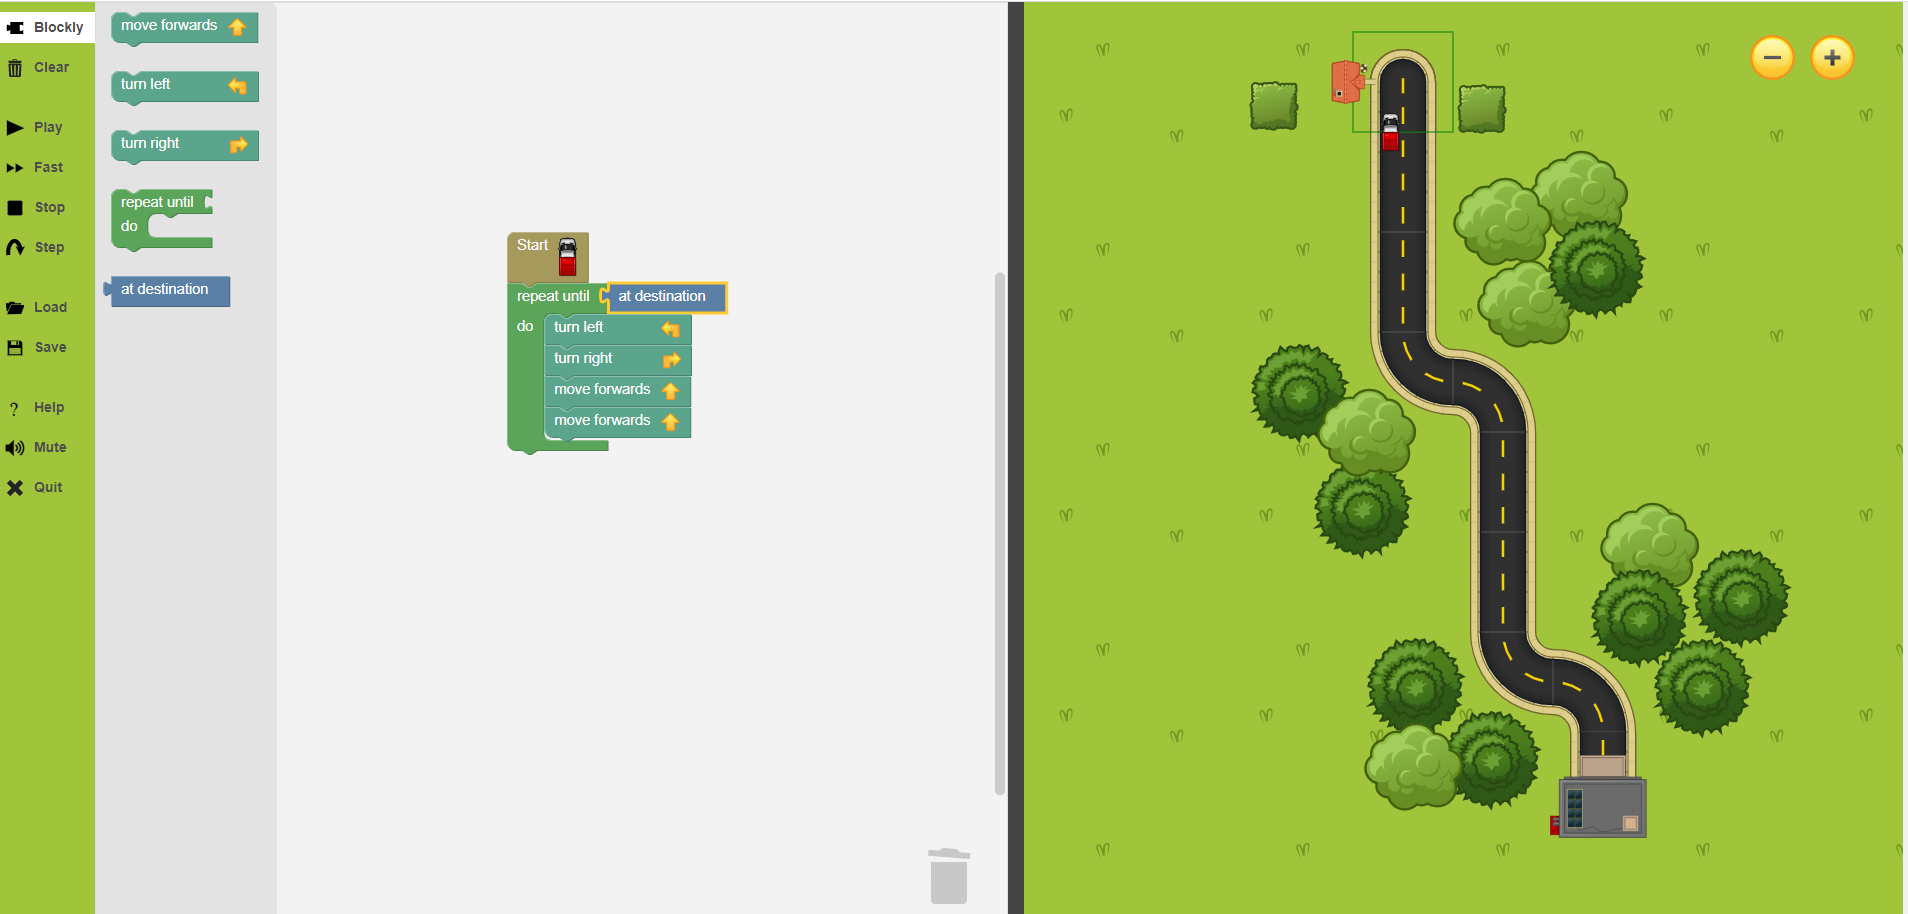 Blockly
Clear
Play
Fast
Stop
Step
Load
Save
? Help
Mute
Quit
move forwards
turn left
turn right
repeat until
do
at destination
Start
repeat until at destination
do turn left
turn right
move forwards
move forwards